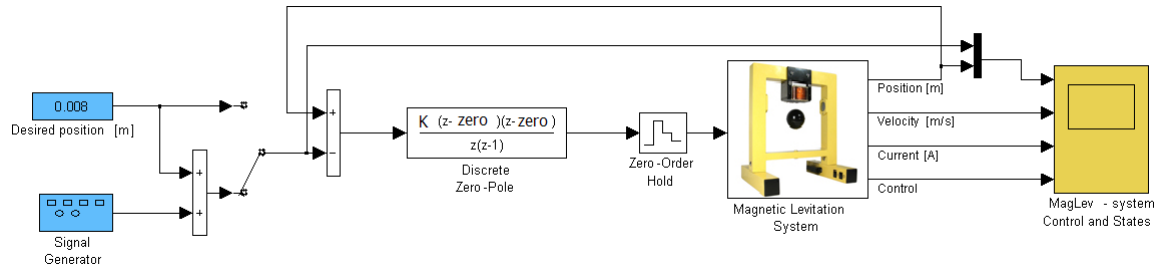 0.008
Desired position [m]
Signal
Generator
+
+
+
−
K (z- zero )(z- zero )
z(z-1)
Discrete
Zero -Pole
Zero -Order
Hold
Magnetic Levitation
System
Position [m]
Velocity [m/s]
Current [A]
Control
MagLev - system
Control and States